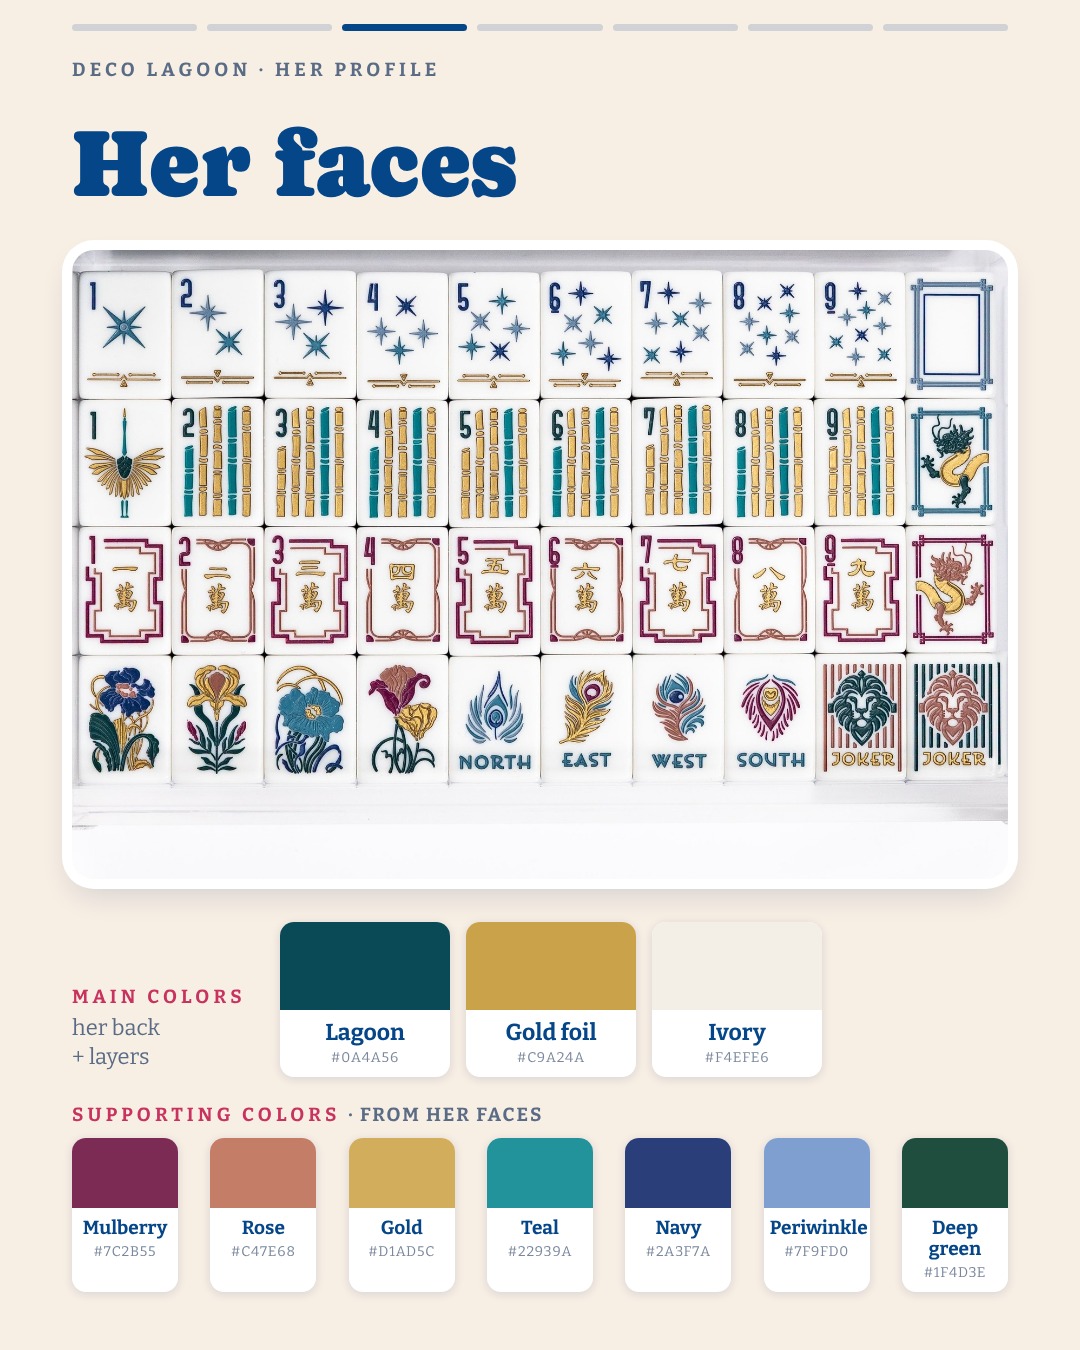 DECO LAGOON · HER PROFILE
Her faces
1 2 3 4 5 6 7 8 9
1 2 3 4 5 6 7 8 9
1 2 3 4 5 6 7 8 9
一 二 三 四 五 六 七 八 九
萬 萬 萬 萬 萬 萬 萬 萬 萬
NORTH EAST WEST SOUTH JOKER JOKER
MAIN COLORS
her back
+ layers
Lagoon
#0A4A56
Gold foil
#C9A24A
Ivory
#F4EFE6
SUPPORTING COLORS · FROM HER FACES
Mulberry
#7C2B55
Rose
#C47E68
Gold
#D1AD5C
Teal
#22939A
Navy
#2A3F7A
Periwinkle
#7F9FD0
Deep
green
#1F4D3E